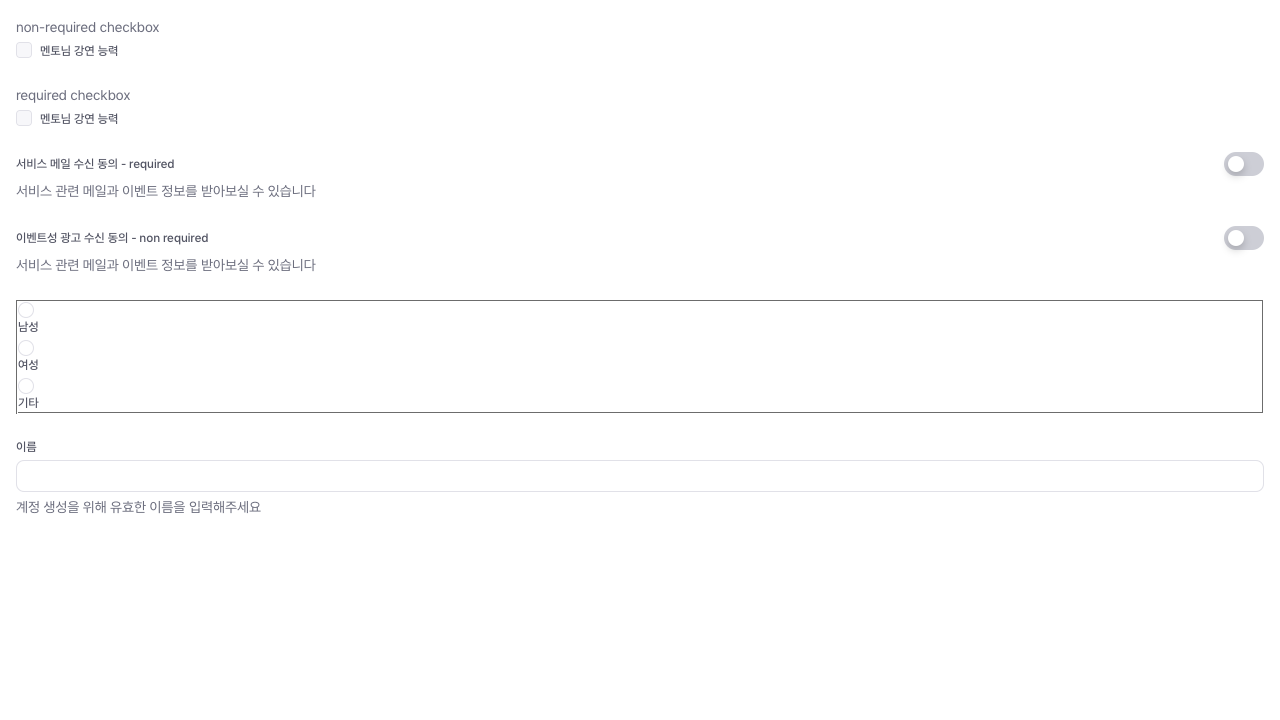 non-required checkbox
멘토님 강연 능력
required checkbox
멘토님 강연 능력
서비스 메일 수신 동의 - required
서비스 관련 메일과 이벤트 정보를 받아보실 수 있습니다
이벤트성 광고 수신 동의 - non required
서비스 관련 메일과 이벤트 정보를 받아보실 수 있습니다
남성
여성
기타
이름
계정 생성을 위해 유효한 이름을 입력해주세요